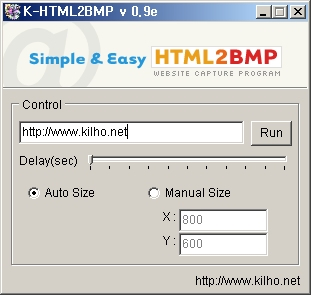 K-HTML2BMP v 0,9e
@
Simple & Easy HTML2BMP
WEBSITE CAPTURE PROGRAM
Control
http://www.kilho.net
Run
Delay(sec)
Auto Size
Manual Size
X : 800
Y : 600
http://www.kilho.net